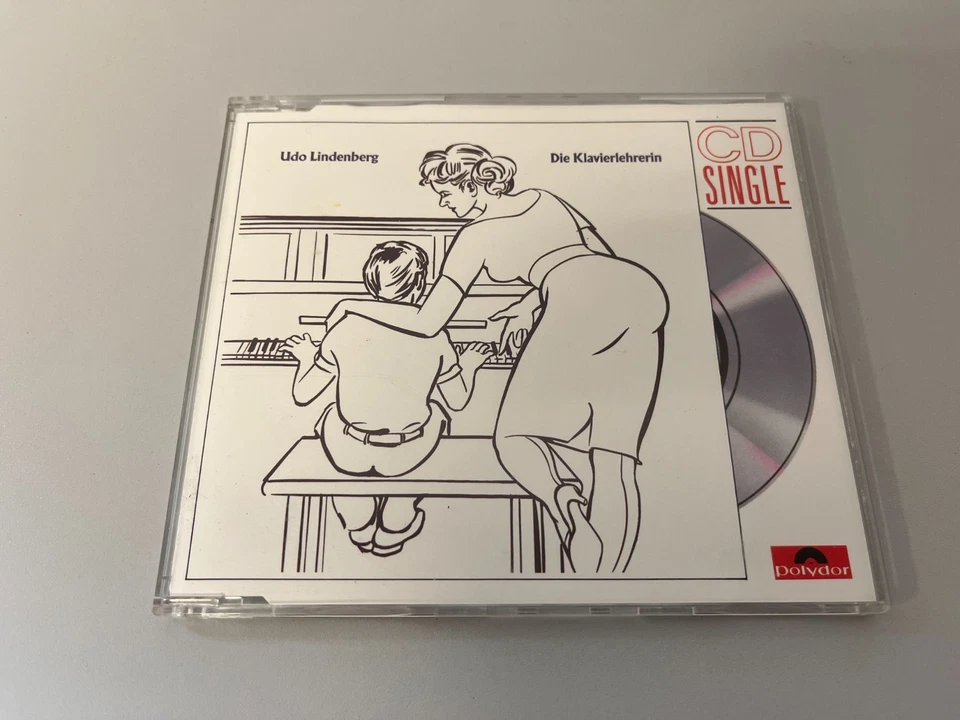 Udo Lindenberg
Die Klavierlehrerin
CD
SINGLE
polydor